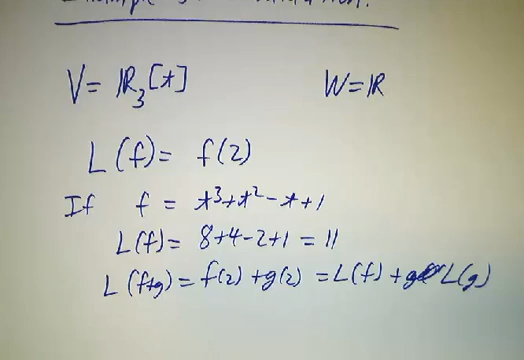 V = ℝ₃[x] W = ℝ
L(f) = f(2)
If f = x³+x²-x+1
L(f) = 8+4-2+1 = 11
L(f+g) = f(2)+g(2) = L(f)+ L(g)